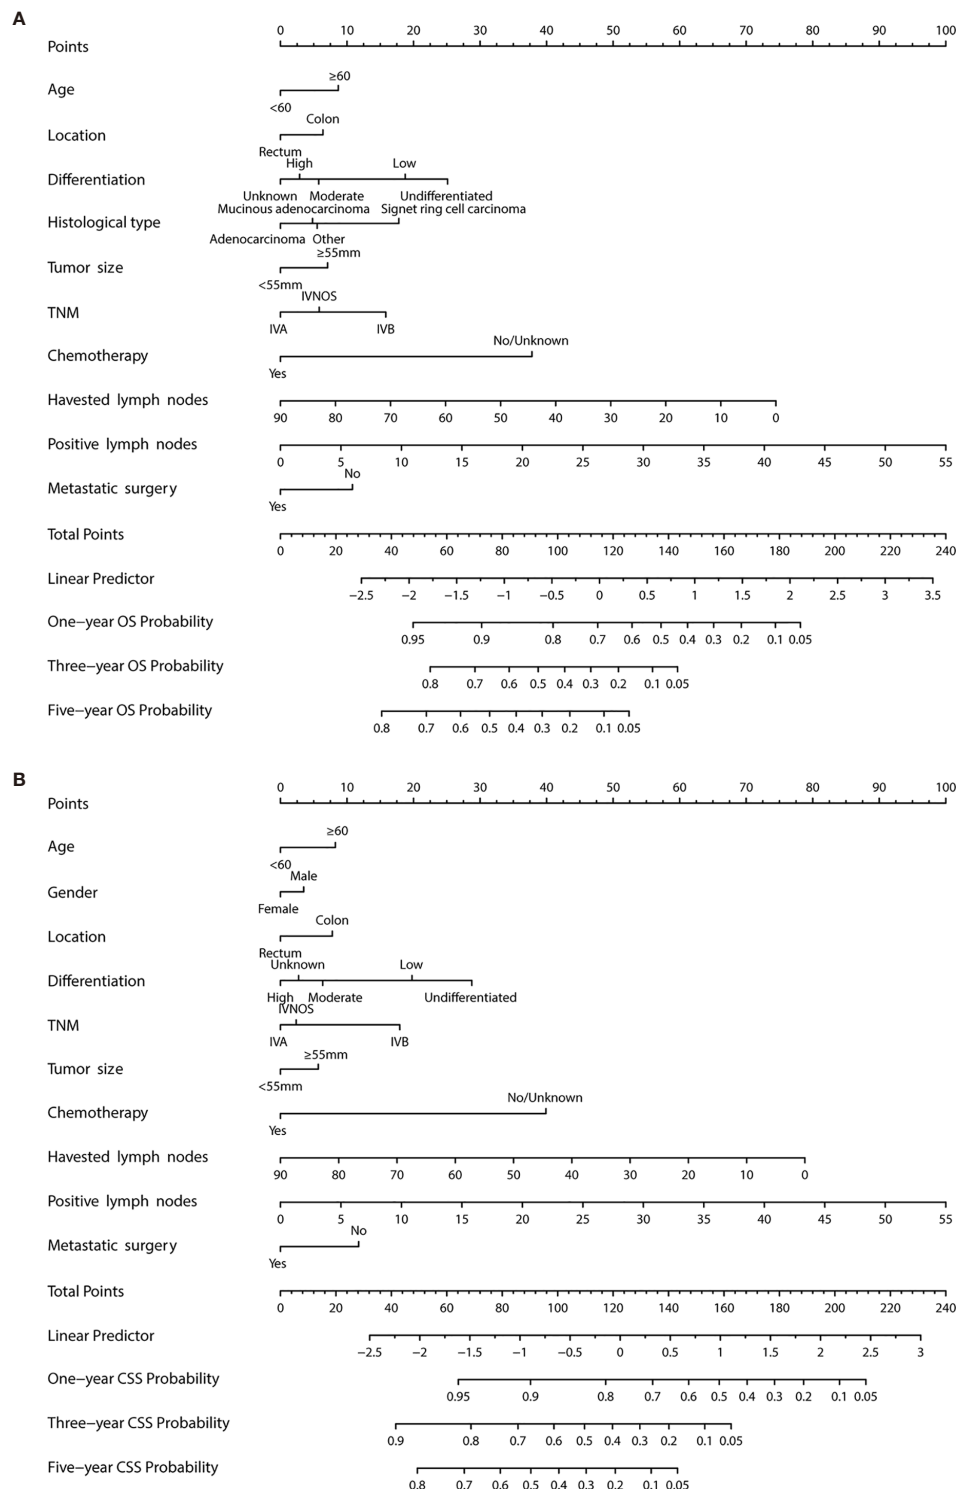 A
Points 0 10 20 30 40 50 60 70 80 90 100
≥60
Age
<60
Colon
Location
Rectum
High Low
Differentiation
Unknown Moderate Undifferentiated
Mucinous adenocarcinoma Signet ring cell carcinoma
Histological type
Adenocarcinoma Other
≥55mm
Tumor size
<55mm
IVNOS
TNM
IVA IVB
No/Unknown
Chemotherapy
Yes
Havested lymph nodes
90 80 70 60 50 40 30 20 10 0
Positive lymph nodes
0 5 10 15 20 25 30 35 40 45 50 55
No
Metastatic surgery
Yes
Total Points
0 20 40 60 80 100 120 140 160 180 200 220 240
Linear Predictor
−2.5 −2 −1.5 −1 −0.5 0 0.5 1 1.5 2 2.5 3 3.5
One−year OS Probability
0.95 0.9 0.8 0.7 0.6 0.5 0.4 0.3 0.2 0.1 0.05
Three−year OS Probability
0.8 0.7 0.6 0.5 0.4 0.3 0.2 0.1 0.05
Five−year OS Probability
0.8 0.7 0.6 0.5 0.4 0.3 0.2 0.1 0.05
B
Points 0 10 20 30 40 50 60 70 80 90 100
≥60
Age
<60
Male
Gender
Female
Colon
Location
Rectum
Unknown Low
Differentiation
High Moderate Undifferentiated
IVNOS
TNM
IVA IVB
≥55mm
Tumor size
<55mm
No/Unknown
Chemotherapy
Yes
Havested lymph nodes
90 80 70 60 50 40 30 20 10 0
Positive lymph nodes
0 5 10 15 20 25 30 35 40 45 50 55
No
Metastatic surgery
Yes
Total Points
0 20 40 60 80 100 120 140 160 180 200 220 240
Linear Predictor
−2.5 −2 −1.5 −1 −0.5 0 0.5 1 1.5 2 2.5 3
One−year CSS Probability
0.95 0.9 0.8 0.7 0.6 0.5 0.4 0.3 0.2 0.1 0.05
Three−year CSS Probability
0.9 0.8 0.7 0.6 0.5 0.4 0.3 0.2 0.1 0.05
Five−year CSS Probability
0.8 0.7 0.6 0.5 0.4 0.3 0.2 0.1 0.05